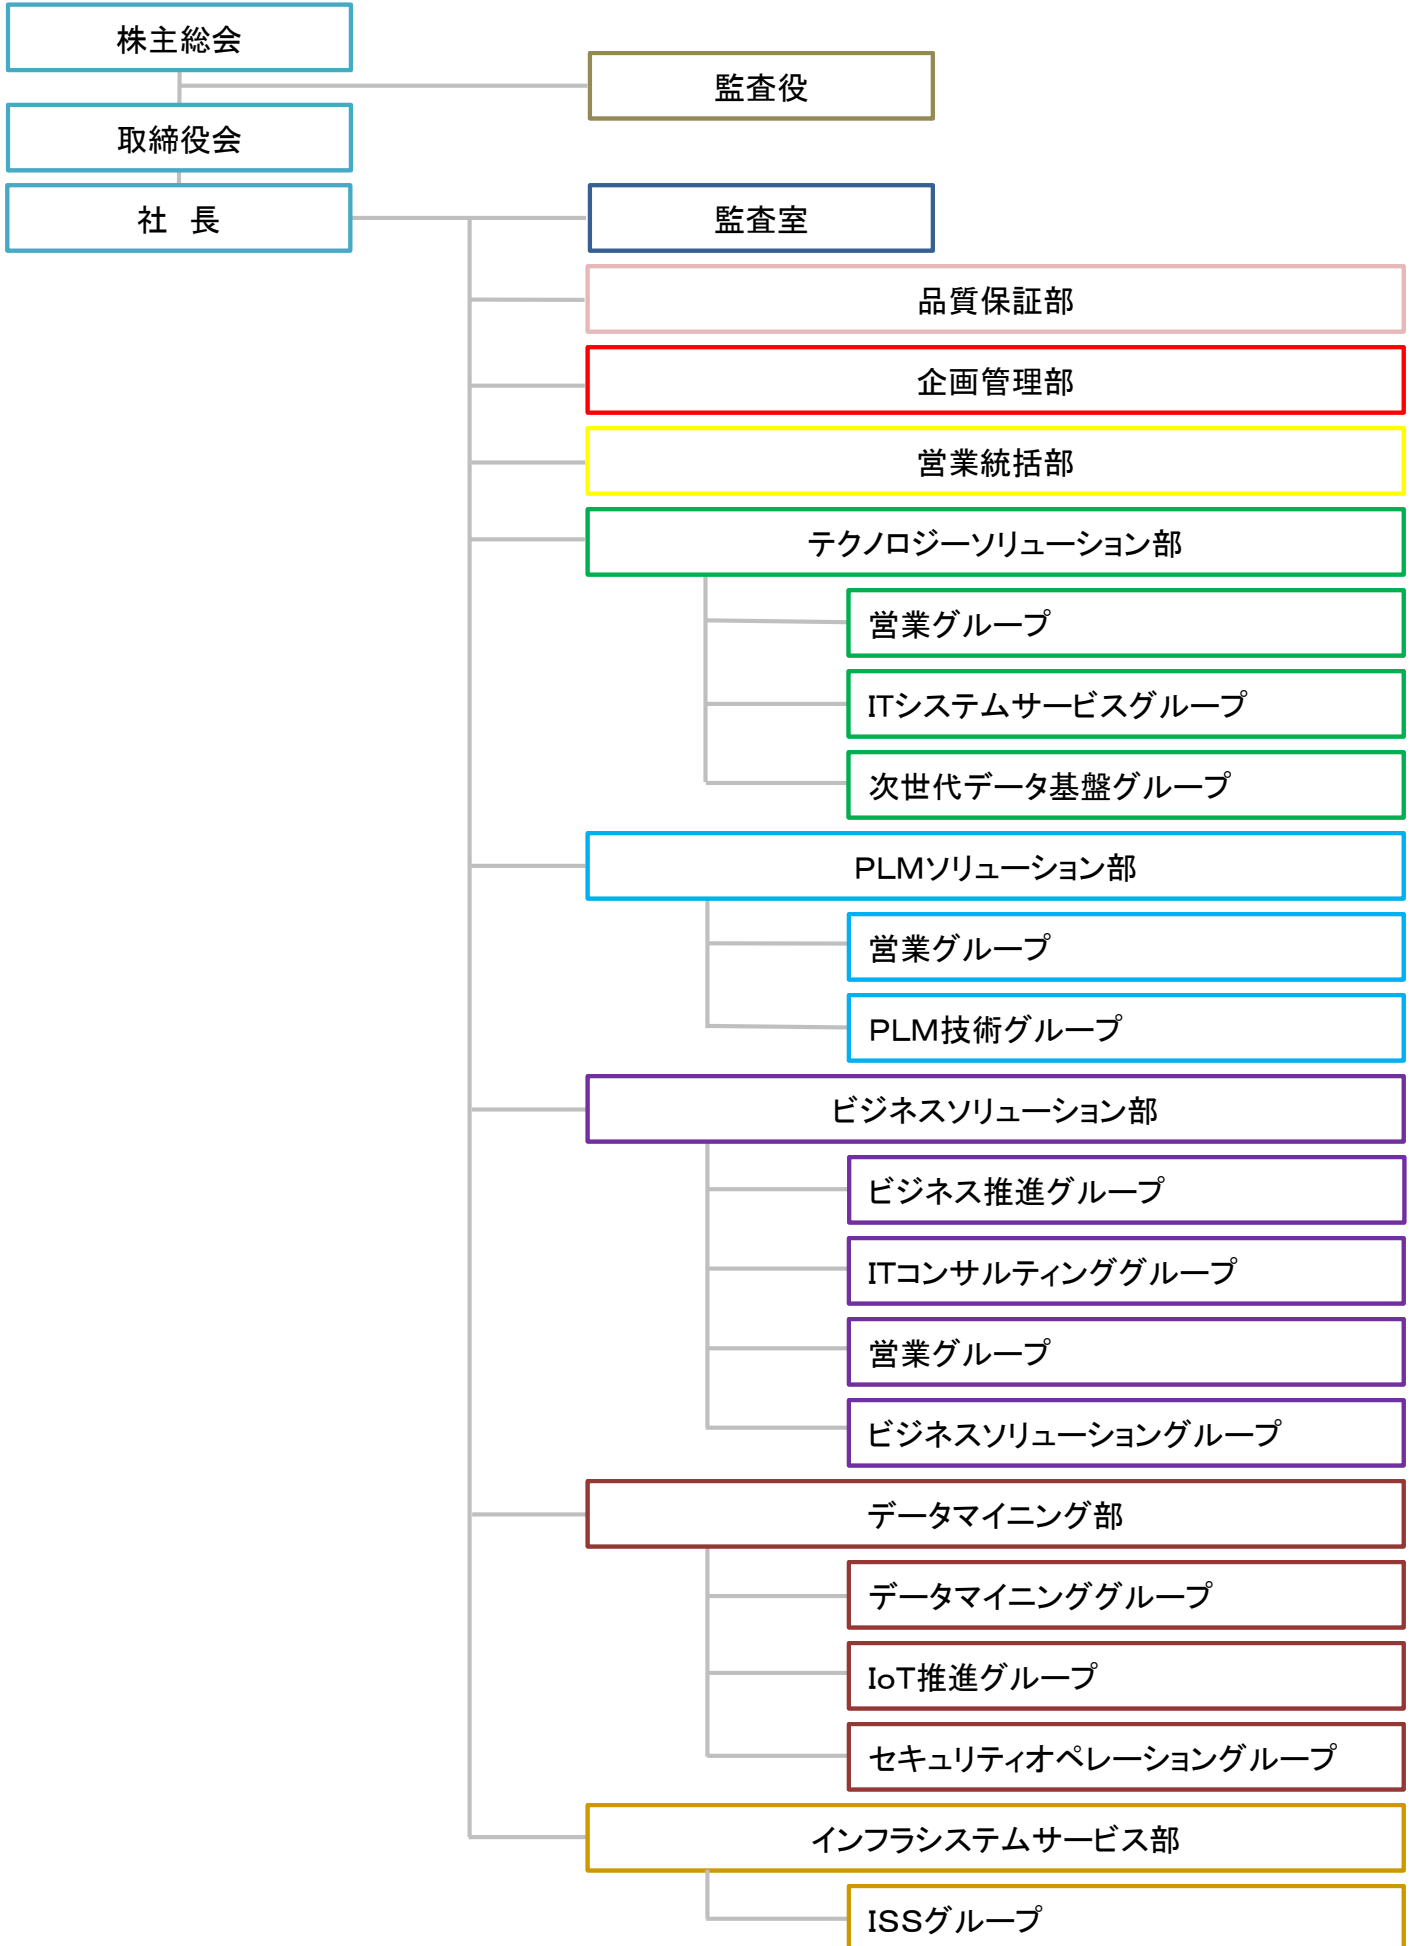 株主総会
監査役
取締役会
社　長
監査室
品質保証部
企画管理部
営業統括部
テクノロジーソリューション部
営業グループ
ITシステムサービスグループ
次世代データ基盤グループ
PLMソリューション部
営業グループ
PLM技術グループ
ビジネスソリューション部
ビジネス推進グループ
ITコンサルティンググループ
営業グループ
ビジネスソリューショングループ
データマイニング部
データマイニンググループ
IoT推進グループ
セキュリティオペレーショングループ
インフラシステムサービス部
ISSグループ